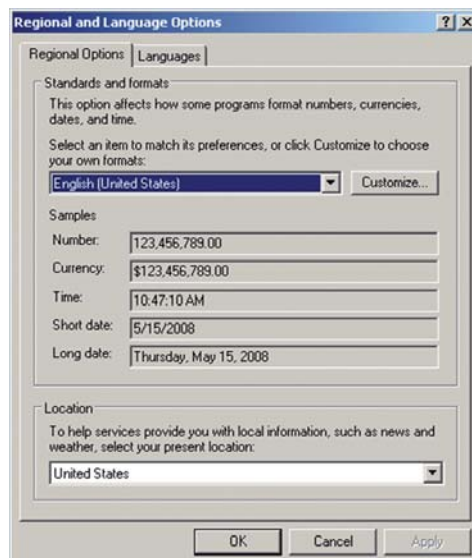 Regional and Language Options
Regional Options Languages
Standards and formats
This option affects how some programs format numbers, currencies,
dates, and time.
Select an item to match its preferences, or click Customize to choose
your own formats:
English (United States) Customize...
Samples
Number: 123,456,789.00
Currency: $123,456,789.00
Time: 10:47:10 AM
Short date: 5/15/2008
Long date: Thursday, May 15, 2008
Location
To help services provide you with local information, such as news and
weather, select your present location:
United States
OK Cancel Apply